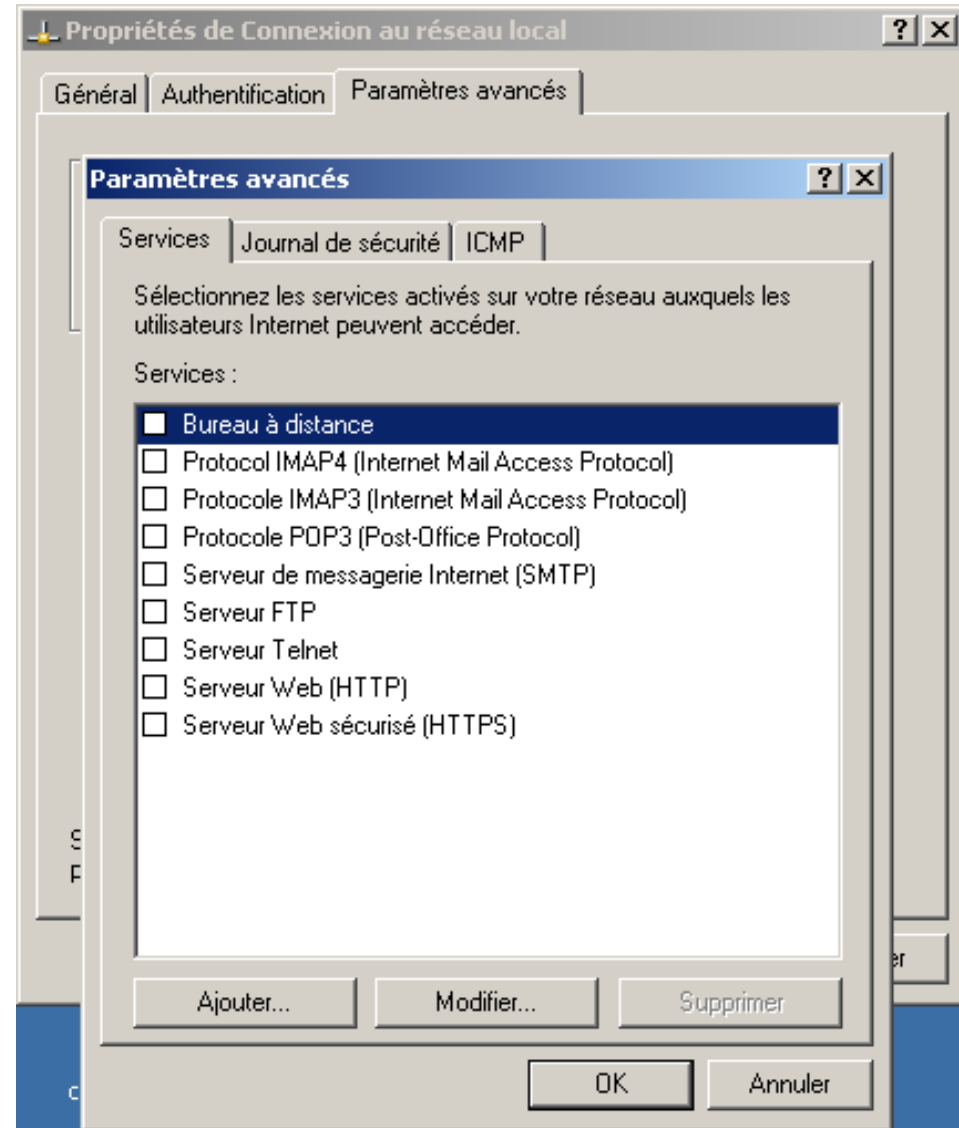 Propriétés de Connexion au réseau local
Général Authentification Paramètres avancés
Paramètres avancés
Services Journal de sécurité ICMP
Sélectionnez les services activés sur votre réseau auxquels les
utilisateurs Internet peuvent accéder.
Services :
Bureau à distance
Protocol IMAP4 (Internet Mail Access Protocol)
Protocole IMAP3 (Internet Mail Access Protocol)
Protocole POP3 (Post-Office Protocol)
Serveur de messagerie Internet (SMTP)
Serveur FTP
Serveur Telnet
Serveur Web (HTTP)
Serveur Web sécurisé (HTTPS)
Ajouter... Modifier... Supprimer
OK Annuler